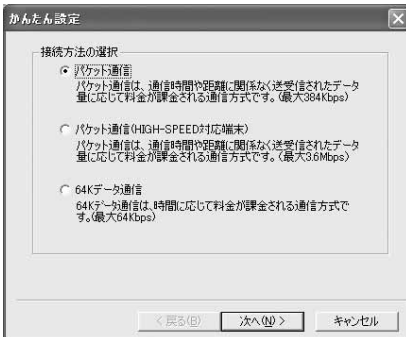 かんたん設定
接続方法の選択
パケット通信
パケット通信は、通信時間や距離に関係なく送受信されたデータ
量に応じて料金が課金される通信方式です。(最大384Kbps)
パケット通信(HIGH-SPEED対応端末)
パケット通信は、通信時間や距離に関係なく送受信されたデータ
量に応じて料金が課金される通信方式です。(最大3.6Mbps)
64Kデータ通信
64Kデータ通信は、時間に応じて料金が課金される通信方式で
す。(最大64Kbps)
< 戻る(B)
次へ(N) >
キャンセル